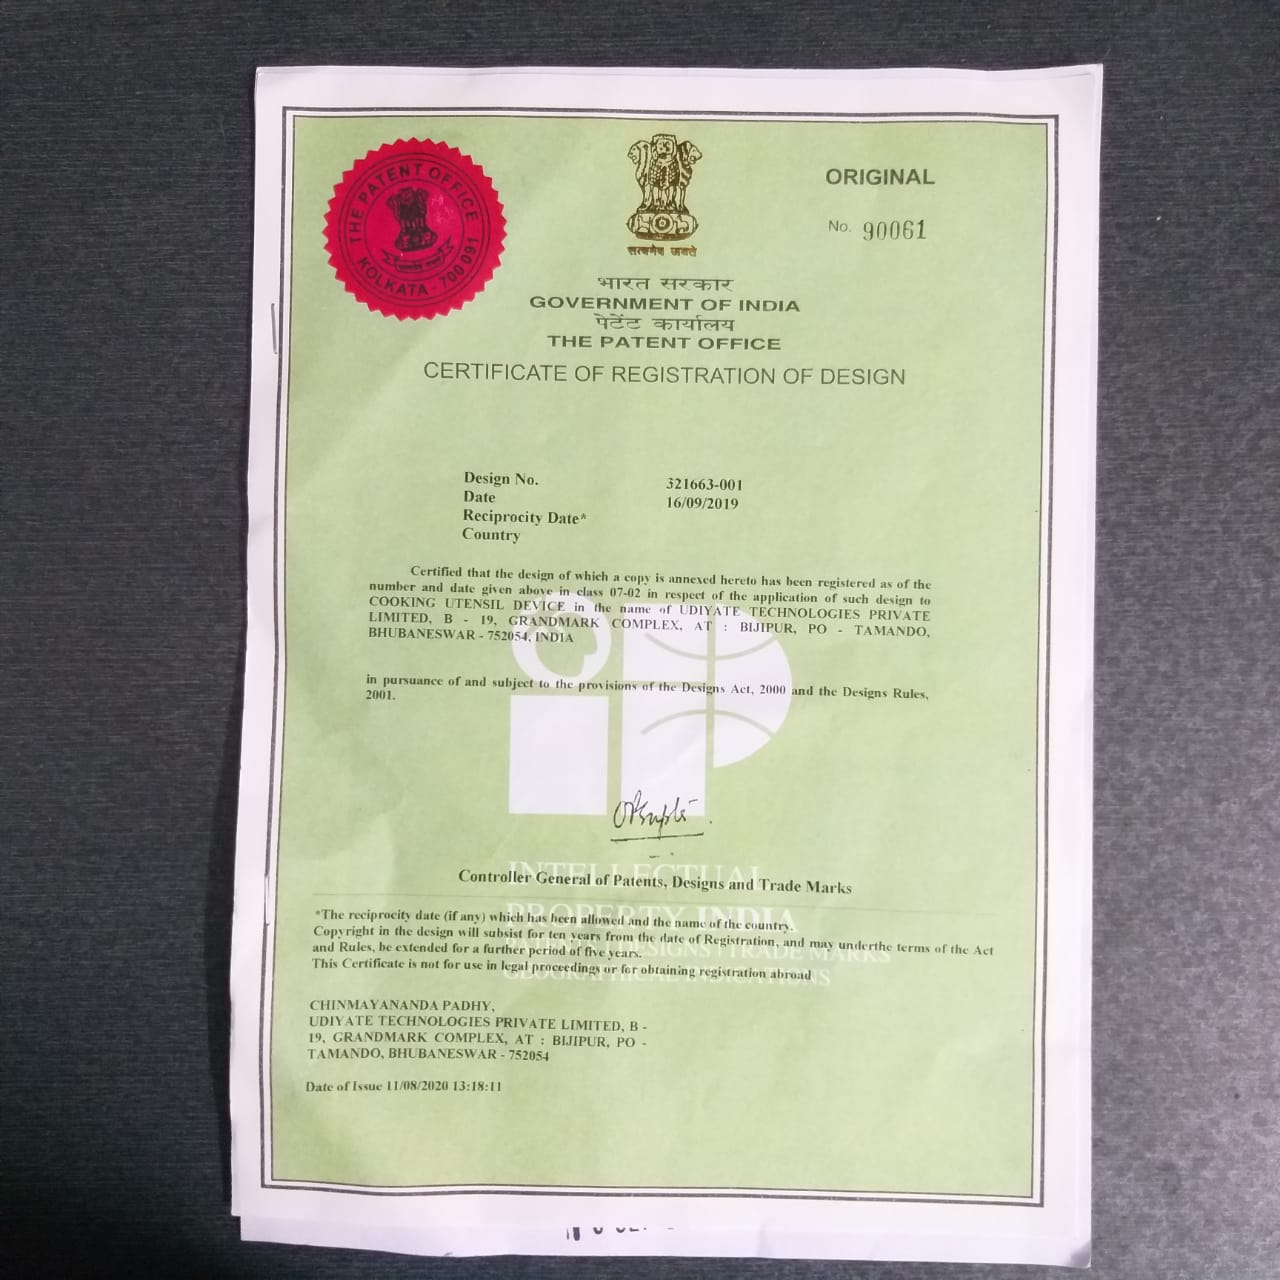 THE PATENT OFFICE
KOLKATA - 700 091
सत्यमेव जयते
ORIGINAL
No. 90061
भारत सरकार
GOVERNMENT OF INDIA
पेटेंट कार्यालय
THE PATENT OFFICE
CERTIFICATE OF REGISTRATION OF DESIGN
Design No. 321663-001
Date 16/09/2019
Reciprocity Date*
Country
Certified that the design of which a copy is annexed hereto has been registered as of the
number and date given above in class 07-02 in respect of the application of such design to
COOKING UTENSIL DEVICE in the name of UDIYATE TECHNOLOGIES PRIVATE
LIMITED, B - 19, GRANDMARK COMPLEX, AT : BIJIPUR, PO - TAMANDO,
BHUBANESWAR - 752054, INDIA
in pursuance of and subject to the provisions of the Designs Act, 2000 and the Designs Rules,
2001.
Controller General of Patents, Designs and Trade Marks
INTELLECTUAL
PROPERTY INDIA
PATENTS | DESIGNS | TRADE MARKS
GEOGRAPHICAL INDICATIONS
*The reciprocity date (if any) which has been allowed and the name of the country.
Copyright in the design will subsist for ten years from the date of Registration, and may underthe terms of the Act
and Rules, be extended for a further period of five years.
This Certificate is not for use in legal proceedings or for obtaining registration abroad
CHINMAYANANDA PADHY,
UDIYATE TECHNOLOGIES PRIVATE LIMITED, B -
19, GRANDMARK COMPLEX, AT : BIJIPUR, PO -
TAMANDO, BHUBANESWAR - 752054
Date of Issue 11/08/2020 13:18:11